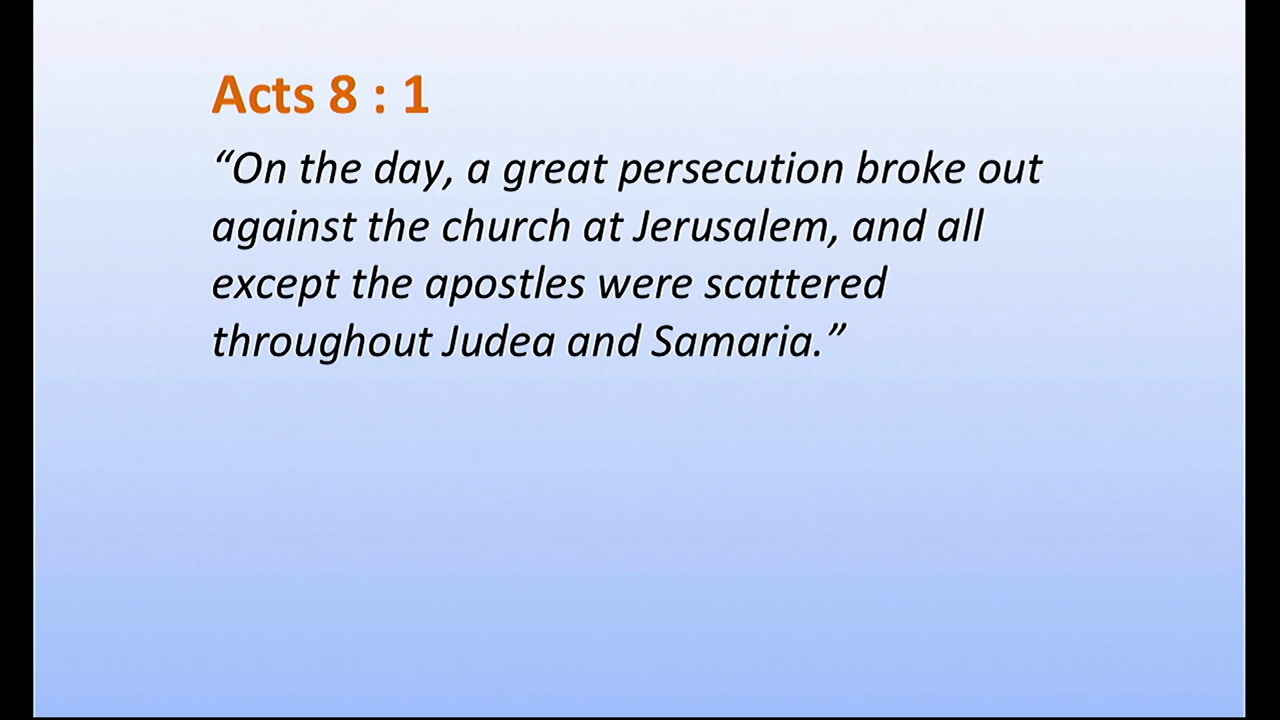 Acts 8 : 1
“On the day, a great persecution broke out
against the church at Jerusalem, and all
except the apostles were scattered
throughout Judea and Samaria.”